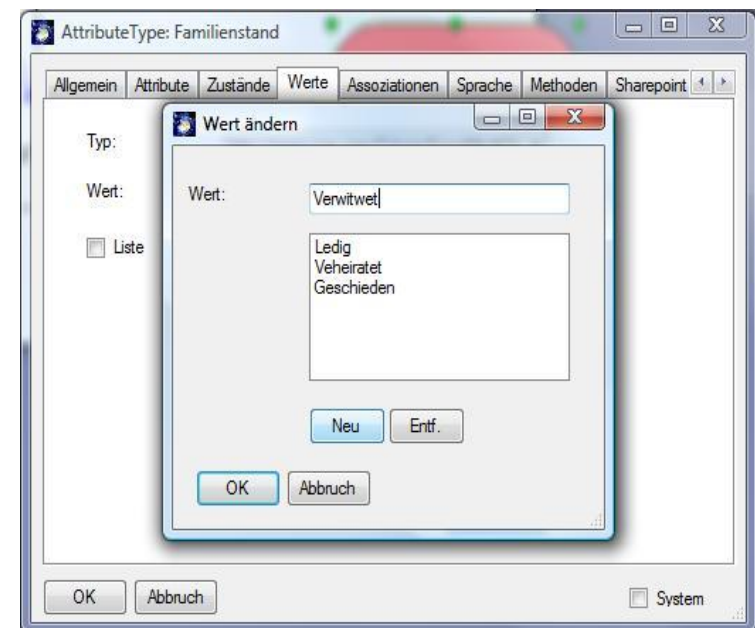 AttributeType: Familienstand
Allgemein Attribute Zustände Werte Assoziationen Sprache Methoden Sharepoint
Wert ändern
Typ:
Wert:
Liste
Wert: Verwitwet
Ledig
Veheiratet
Geschieden
Neu Entf.
OK Abbruch
OK Abbruch System